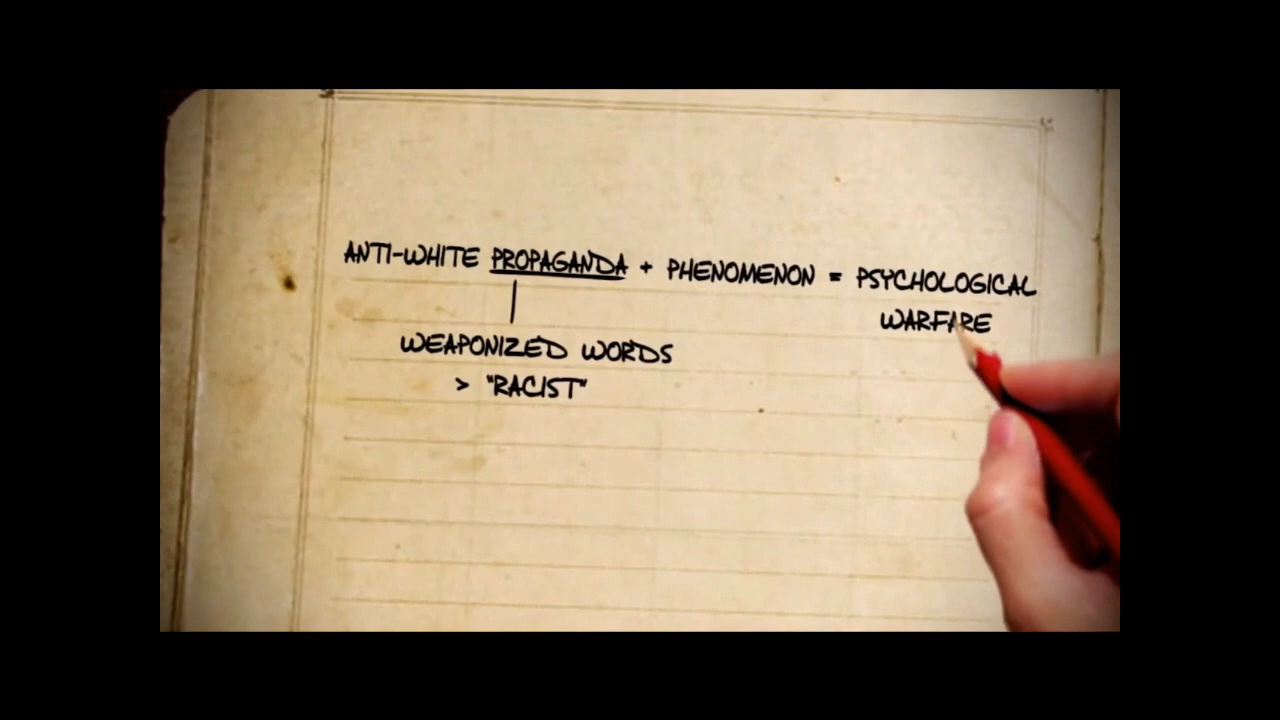 ANTI-WHITE PROPAGANDA + PHENOMENON = PSYCHOLOGICAL
WARFARE
WEAPONIZED WORDS
> "RACIST"